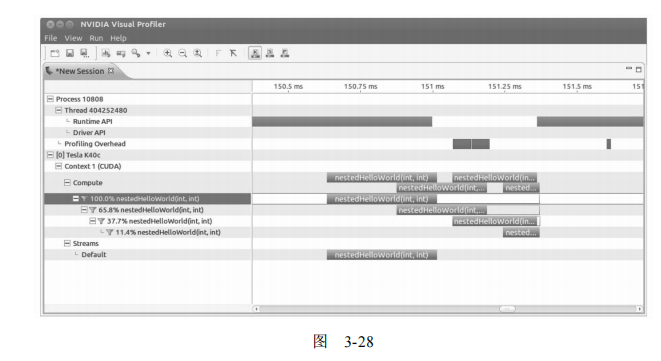 NVIDIA Visual Profiler
File View Run Help
*New Session
150.5 ms 150.75 ms 151 ms 151.25 ms 151.5 ms 151
Process 10808
Thread 404252480
Runtime API
Driver API
Profiling Overhead
[0] Tesla K40c
Context 1 (CUDA)
Compute
nestedHelloWorld(int, int) nestedHelloWorld(in...
nestedHelloWorld(int,... nested...
100.0% nestedHelloWorld(int, int) nestedHelloWorld(int, int)
65.8% nestedHelloWorld(int, int) nestedHelloWorld(int,...
37.7% nestedHelloWorld(int, int) nestedHelloWorld(in...
11.4% nestedHelloWorld(int, int) nested...
Streams
Default nestedHelloWorld(int, int)
图 3-28